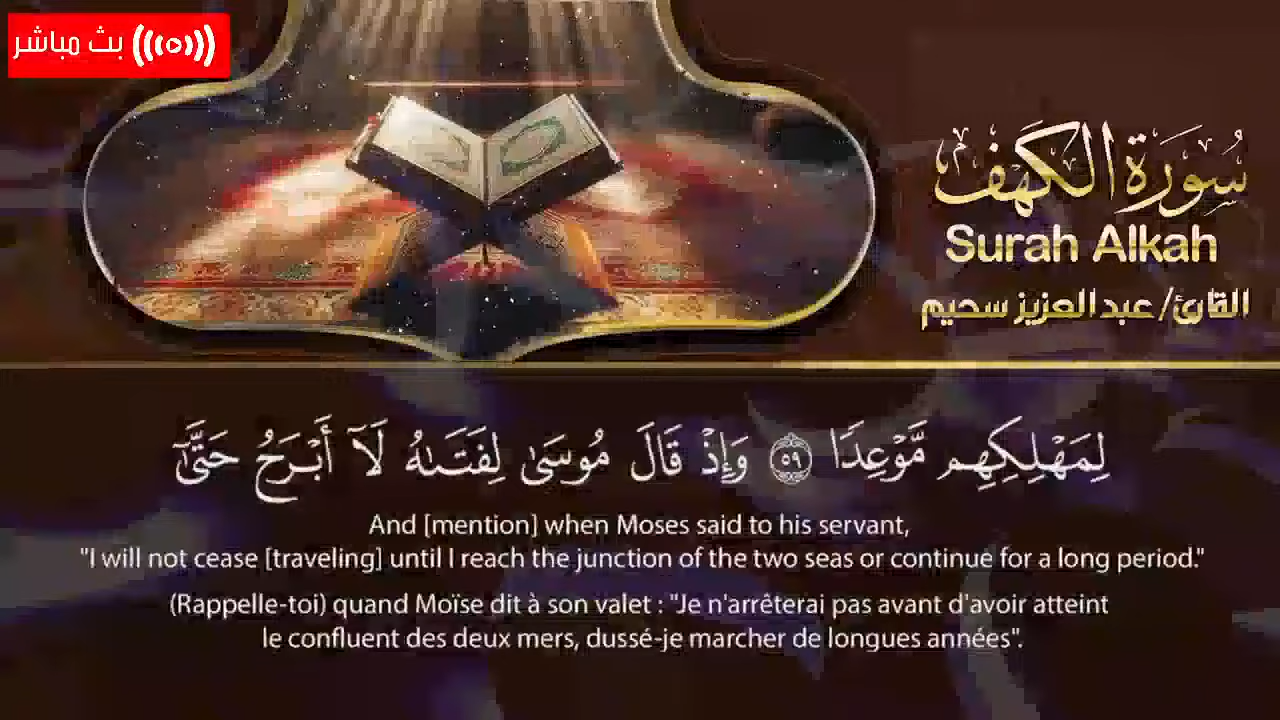 بث مباشر
سُورَةُ الكَهْفِ
Surah Alkah
القارئ/عبدالعزيز سحيم
لِمَهْلِكِهِم مَّوْعِدًا ٥٩ وَإِذْ قَالَ مُوسَىٰ لِفَتَىٰهُ لَآ أَبْرَحُ حَتَّىٰٓ
And [mention] when Moses said to his servant,
"I will not cease [traveling] until I reach the junction of the two seas or continue for a long period."
(Rappelle-toi) quand Moïse dit à son valet : "Je n'arrêterai pas avant d'avoir atteint
le confluent des deux mers, dussé-je marcher de longues années".